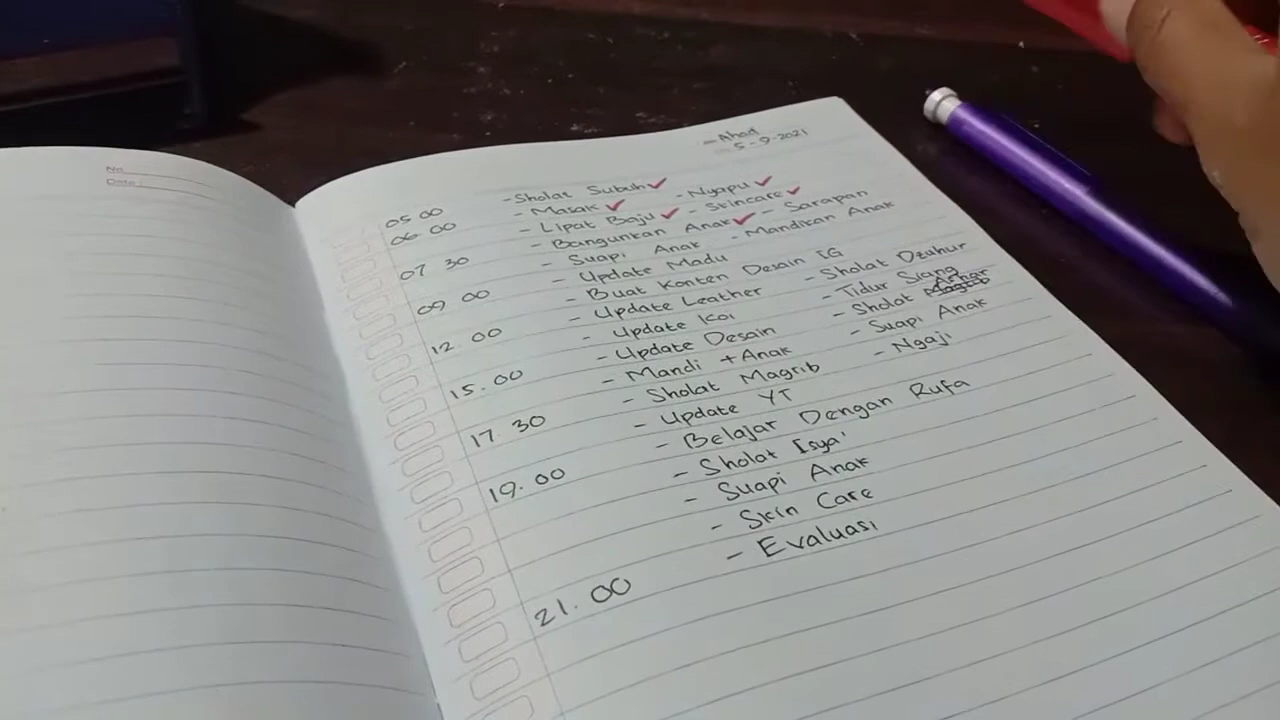 No.
Date:
Ahad
5-9-2021
05 00 - Sholat Subuh ✓ - Nyapu ✓
06.00 - Masak ✓ - Skincare ✓
- Lipat Baju ✓ - Sarapan
07 30 - Bangunkan Anak ✓ - Mandikan Anak
- Suapi Anak
09 00 - Update Madu
- Buat Konten Desain IG
12 00 - Update Leather - Sholat Dzuhur
- Update Koi - Tidur Siang
15.00 - Update Desain - Sholat Ashar
- Mandi + Anak - Suapi Anak
17 30 - Sholat Magrib - Ngaji
- Update YT
19.00 - Belajar Dengan Rufa
- Sholat Isya'
- Suapi Anak
- Skin Care
21.00 - Evaluasi